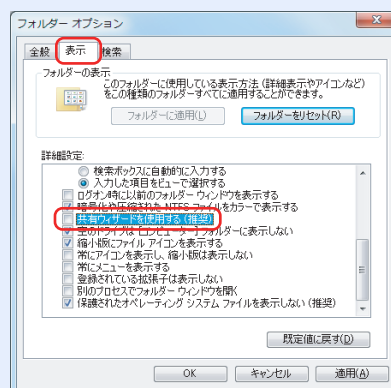 フォルダー オプション
全般 表示 検索
フォルダーの表示
このフォルダーに使用している表示方法(詳細表示やアイコンなど)
をこの種類のフォルダーすべてに適用することができます。
フォルダーに適用(L) フォルダーをリセット(R)
詳細設定:
検索ボックスに自動的に入力する
入力した項目をビューで選択する
ログオン時に以前のフォルダー ウィンドウを表示する
暗号化や圧縮された NTFS ファイルをカラーで表示する
共有ウィザードを使用する (推奨)
空のドライブは [コンピューター] フォルダーに表示しない
縮小版にファイル アイコンを表示する
常にアイコンを表示し、縮小版は表示しない
常にメニューを表示する
登録されている拡張子は表示しない
別のプロセスでフォルダー ウィンドウを開く
保護されたオペレーティング システム ファイルを表示しない (推奨)
既定値に戻す(D)
OK キャンセル 適用(A)